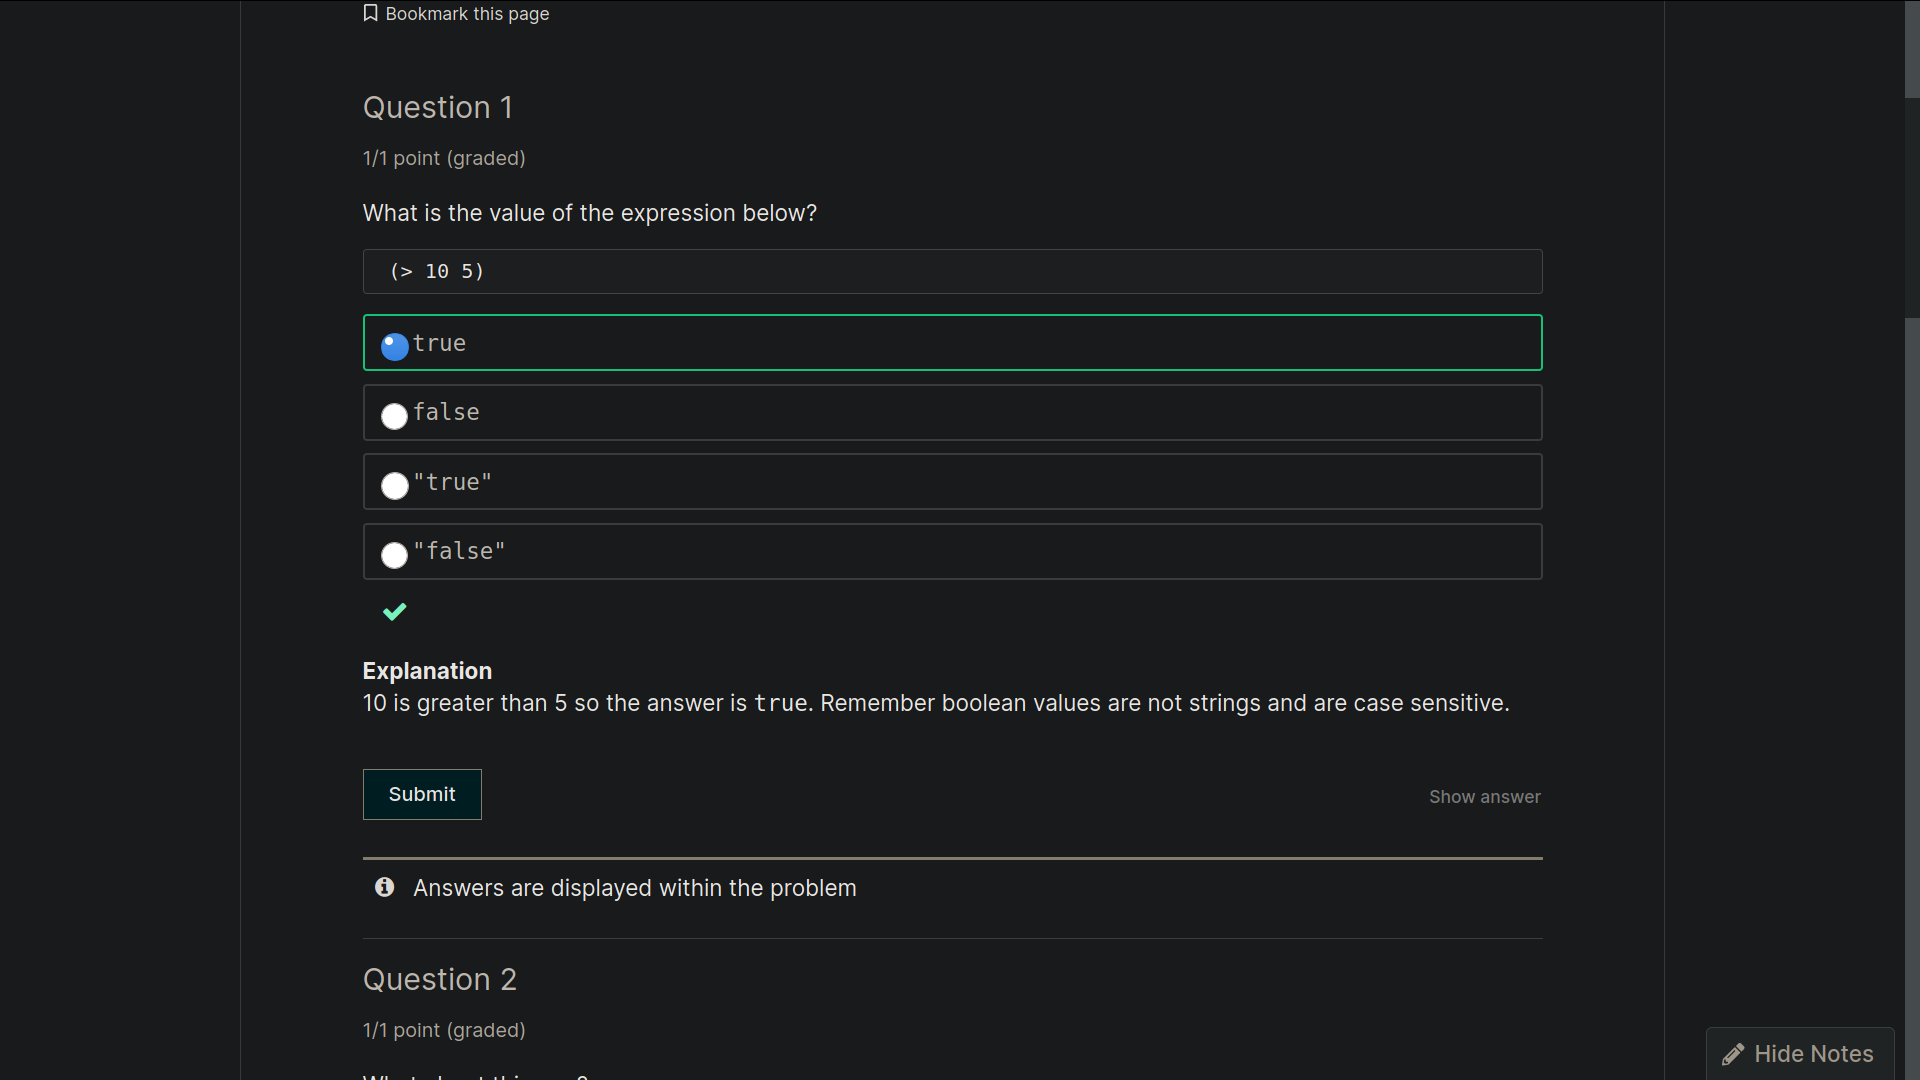 Bookmark this page
Question 1
1/1 point (graded)
What is the value of the expression below?
(> 10 5)
true
false
"true"
"false"
Explanation
10 is greater than 5 so the answer is true. Remember boolean values are not strings and are case sensitive.
Submit
Show answer
Answers are displayed within the problem
Question 2
1/1 point (graded)
Hide Notes